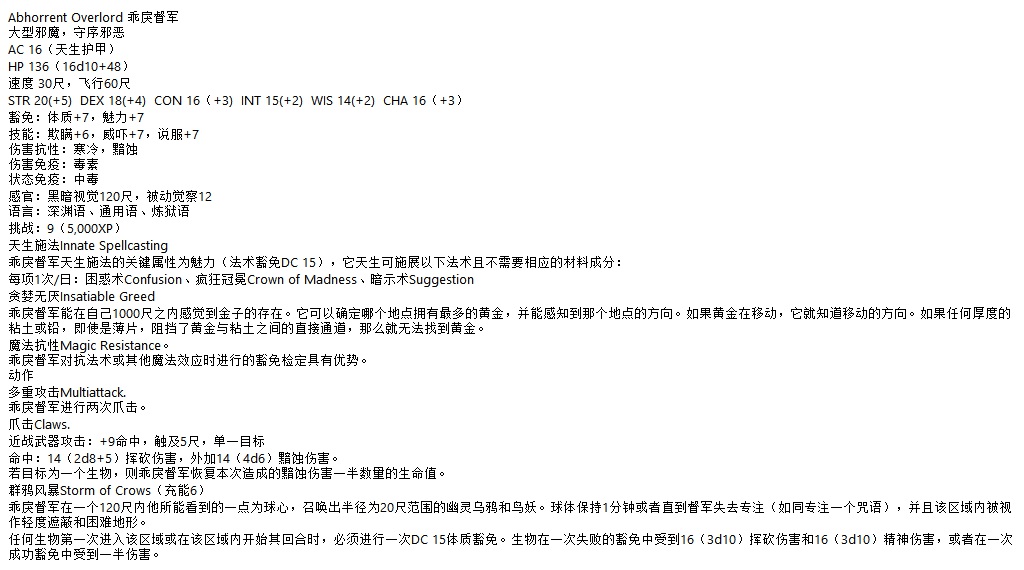 Abhorrent Overlord 乖戾督军
大型邪魔，守序邪恶
AC 16（天生护甲）
HP 136（16d10+48）
速度 30尺，飞行60尺
STR 20(+5)  DEX 18(+4)  CON 16（+3)  INT 15(+2)  WIS 14(+2)  CHA 16（+3）
豁免：体质+7，魅力+7
技能：欺瞒+6，威吓+7，说服+7
伤害抗性：寒冷，黯蚀
伤害免疫：毒素
状态免疫：中毒
感官：黑暗视觉120尺，被动觉察12
语言：深渊语、通用语、炼狱语
挑战：9（5,000XP）
天生施法Innate Spellcasting
乖戾督军天生施法的关键属性为魅力（法术豁免DC 15），它天生可施展以下法术且不需要相应的材料成分：
每项1次/日：困惑术Confusion、疯狂冠冕Crown of Madness、暗示术Suggestion
贪婪无厌Insatiable Greed
乖戾督军能在自己1000尺之内感觉到金子的存在。它可以确定哪个地点拥有最多的黄金，并能感知到那个地点的方向。如果黄金在移动，它就知道移动的方向。如果任何厚度的
粘土或铅，即使是薄片，阻挡了黄金与粘土之间的直接通道，那么就无法找到黄金。
魔法抗性Magic Resistance。
乖戾督军对抗法术或其他魔法效应时进行的豁免检定具有优势。
动作
多重攻击Multiattack.
乖戾督军进行两次爪击。
爪击Claws.
近战武器攻击：+9命中，触及5尺，单一目标
命中：14（2d8+5）挥砍伤害，外加14（4d6）黯蚀伤害。
若目标为一个生物，则乖戾督军恢复本次造成的黯蚀伤害一半数量的生命值。
群鸦风暴Storm of Crows（充能6）
乖戾督军在一个120尺内他所能看到的一点为球心，召唤出半径为20尺范围的幽灵乌鸦和鸟妖。球体保持1分钟或者直到督军失去专注（如同专注一个咒语），并且该区域内被视
作轻度遮蔽和困难地形。
任何生物第一次进入该区域或在该区域内开始其回合时，必须进行一次DC 15体质豁免。生物在一次失败的豁免中受到16（3d10）挥砍伤害和16（3d10）精神伤害，或者在一次
成功豁免中受到一半伤害。